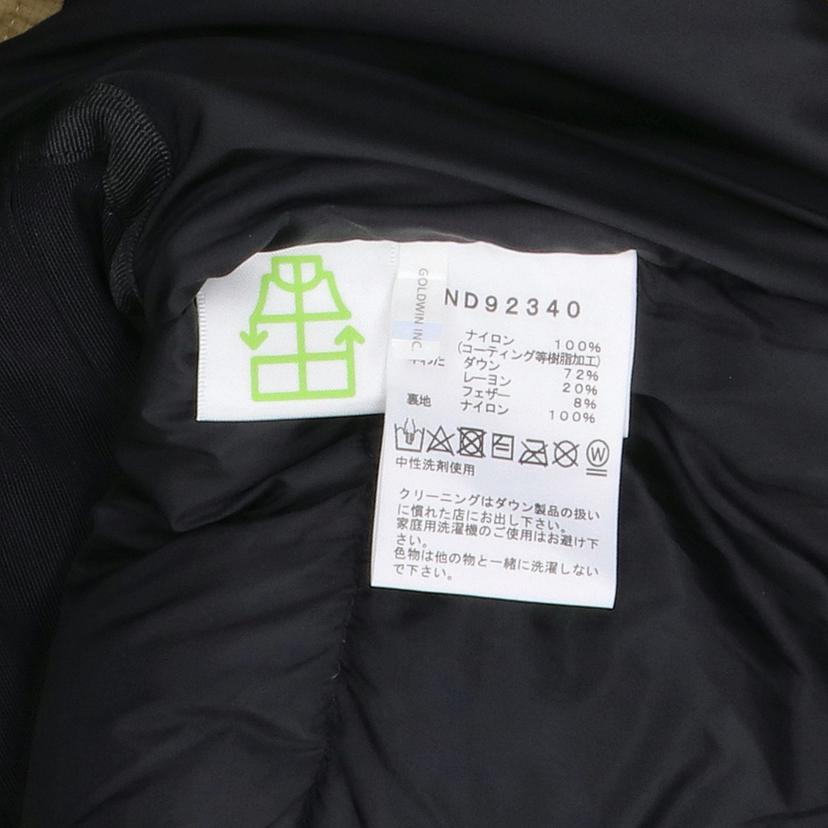 GOLDWIN INC.
ND92340
ナイロン 100%
(コーティング等樹脂加工)
ダウン 72%
レーヨン 20%
フェザー 8%
裏地 ナイロン 100%
W
中性洗剤使用
クリーニングはダウン製品の扱い
に慣れた店にお出し下さい。
家庭用洗濯機のご使用はお避け下
さい。
色物は他の物と一緒に洗濯しない
で下さい。